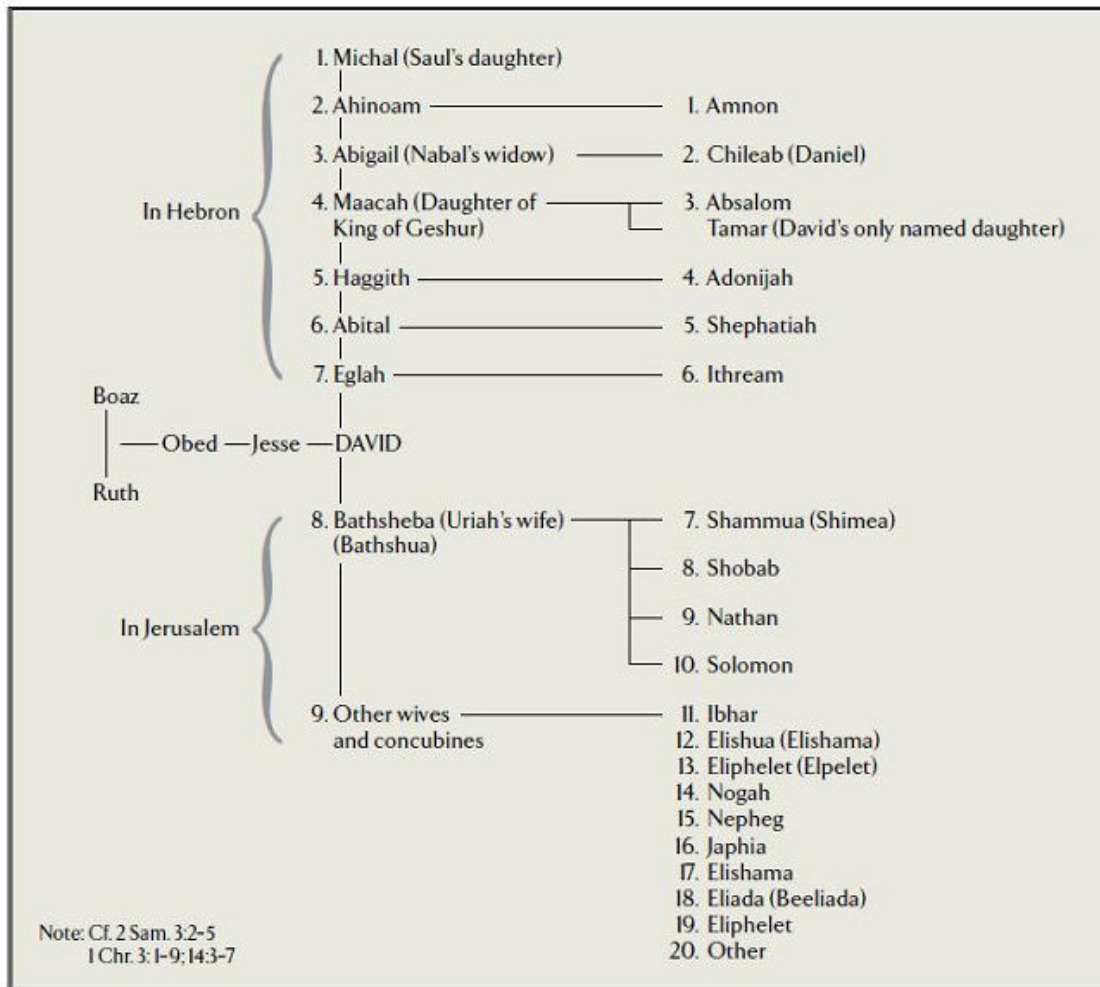 1. Michal (Saul's daughter)
2. Ahinoam
1. Amnon
3. Abigail (Nabal's widow)
2. Chileab (Daniel)
In Hebron
4. Maacah (Daughter of
King of Geshur)
3. Absalom
Tamar (David's only named daughter)
5. Haggith
4. Adonijah
6. Abital
5. Shephatiah
7. Eglah
6. Ithream
Boaz
Obed
Jesse
DAVID
Ruth
8. Bathsheba (Uriah's wife)
(Bathshua)
7. Shammua (Shimea)
8. Shobab
9. Nathan
In Jerusalem
10. Solomon
9. Other wives
and concubines
11. Ibhar
12. Elishua (Elishama)
13. Eliphelet (Elpelet)
14. Nogah
15. Nepheg
16. Japhia
17. Elishama
18. Eliada (Beeliada)
19. Eliphelet
20. Other
Note: Cf. 2 Sam. 3:2-5
1 Chr. 3:1-9; 14:3-7